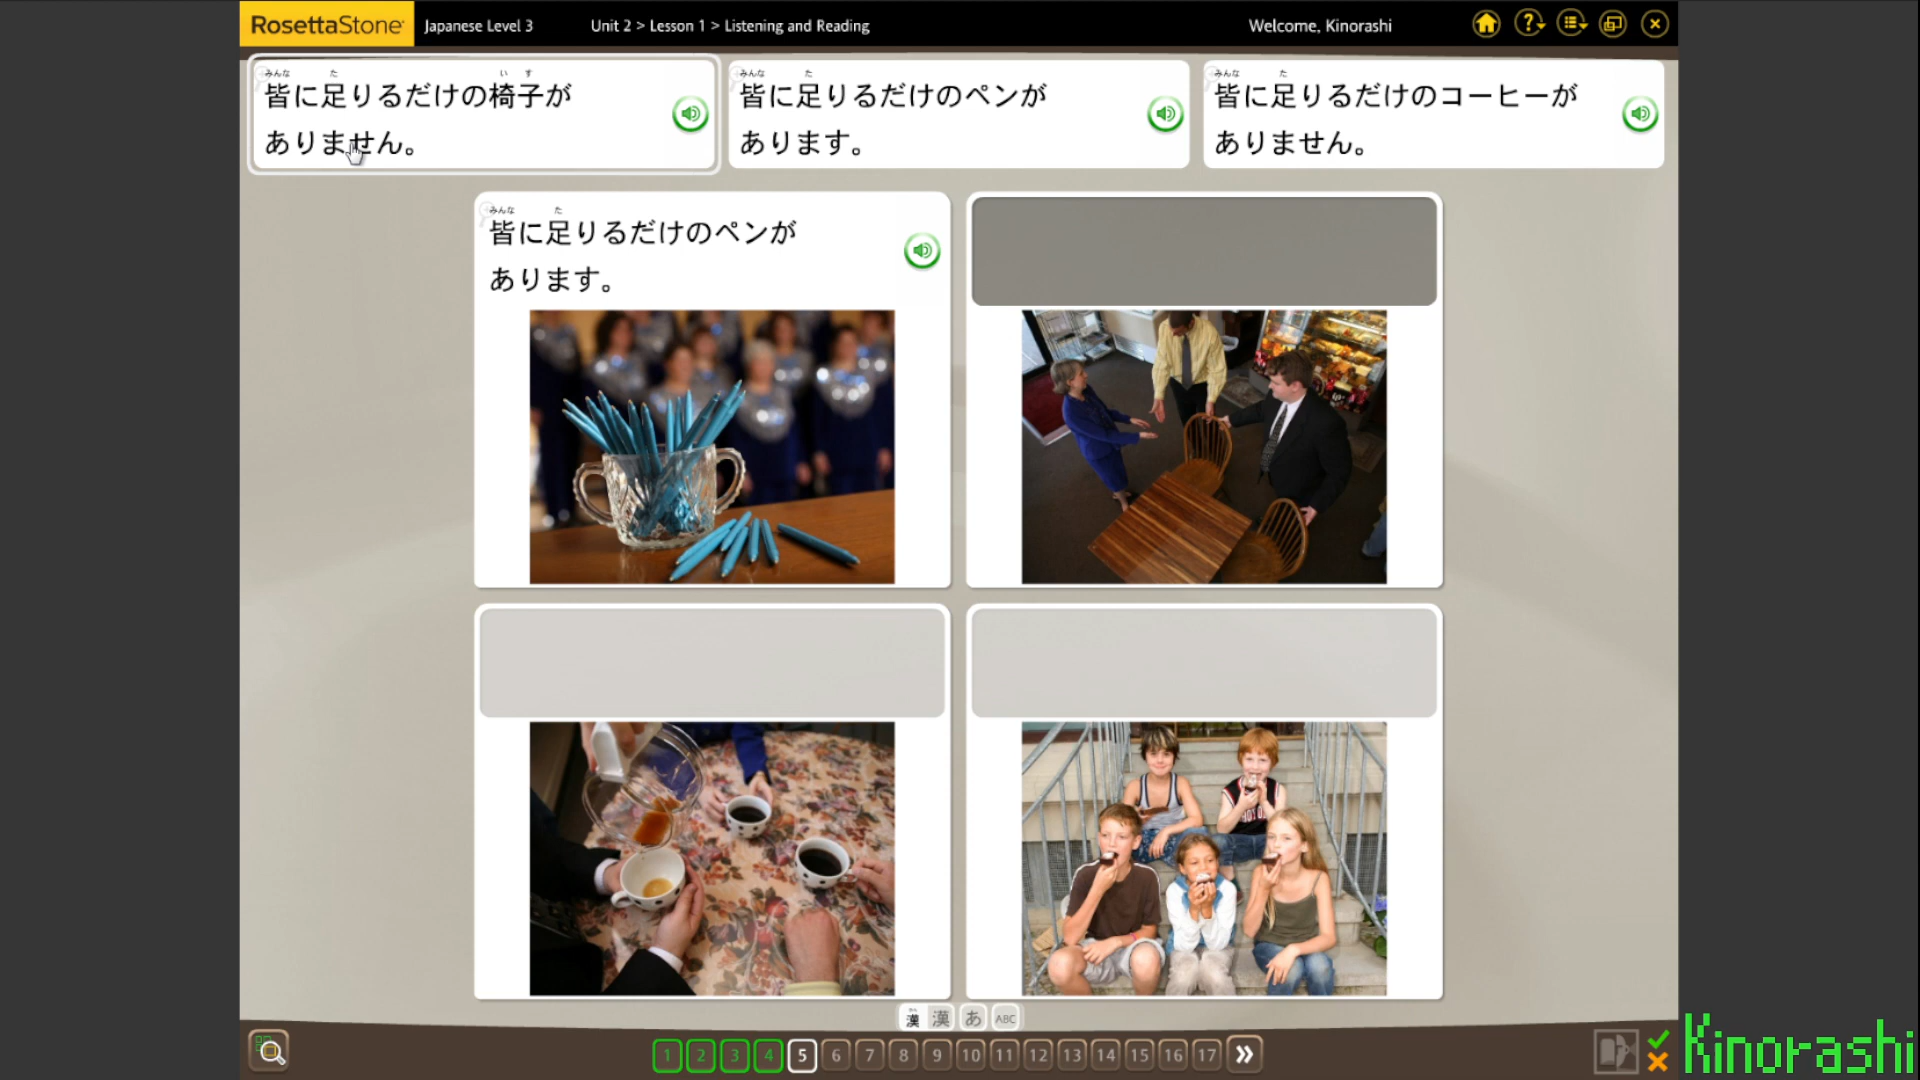 RosettaStone
Japanese Level 3
Unit 2 > Lesson 1 > Listening and Reading
Welcome, Kinorashi
みんな た い す
皆に足りるだけの椅子が
ありません。
みんな た
皆に足りるだけのペンが
あります。
みんな た
皆に足りるだけのコーヒーが
ありません。
みんな た
皆に足りるだけのペンが
あります。
漢 漢 あ ABC
1 2 3 4 5 6 7 8 9 10 11 12 13 14 15 16 17
Kinorashi